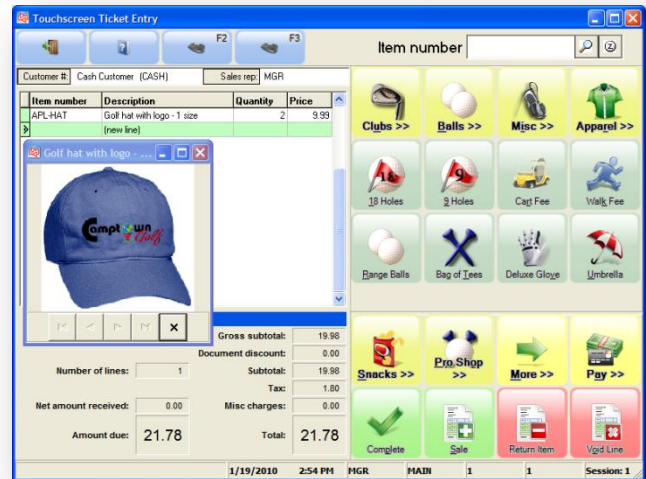 Touchscreen Ticket Entry
F2
F3
Item number
Customer #: Cash Customer (CASH)
Sales rep: MGR
Item number Description Quantity Price
APL-HAT Golf hat with logo - 1 size 2 9.99
(new line)
Golf hat with logo - ...
Camptown
Golf
Clubs >> Balls >> Misc >> Apparel >>
18 9
18 Holes 9 Holes Cart Fee Walk Fee
Range Balls Bag of Tees Deluxe Glove Umbrella
Snacks >> Pro Shop >> More >> Pay >>
Complete Sale Return Item Void Line
Gross subtotal: 19.98
Document discount: 0.00
Number of lines: 1 Subtotal: 19.98
Tax: 1.80
Net amount received: 0.00 Misc charges: 0.00
Amount due: 21.78 Total: 21.78
1/19/2010 2:54 PM MGR MAIN 1 1 Session: 1